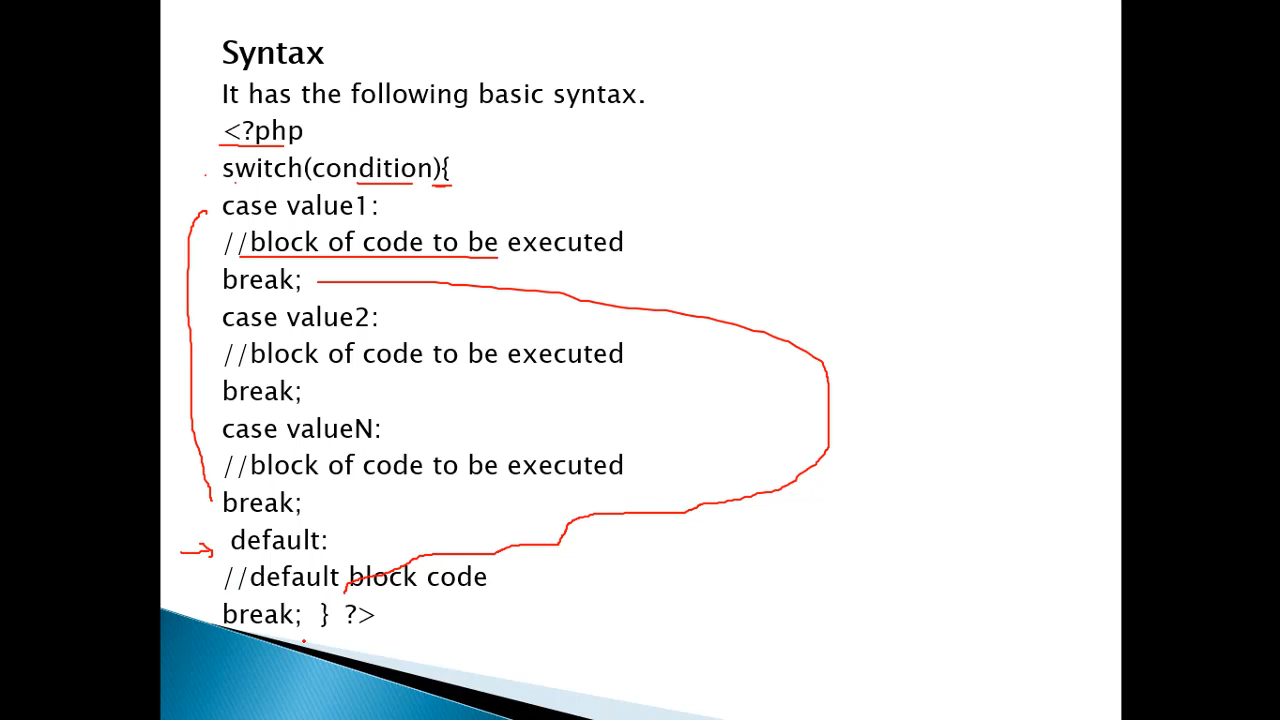 Syntax
It has the following basic syntax.
<?php
switch(condition){
case value1:
//block of code to be executed
break;
case value2:
//block of code to be executed
break;
case valueN:
//block of code to be executed
break;
default:
//default block code
break; } ?>